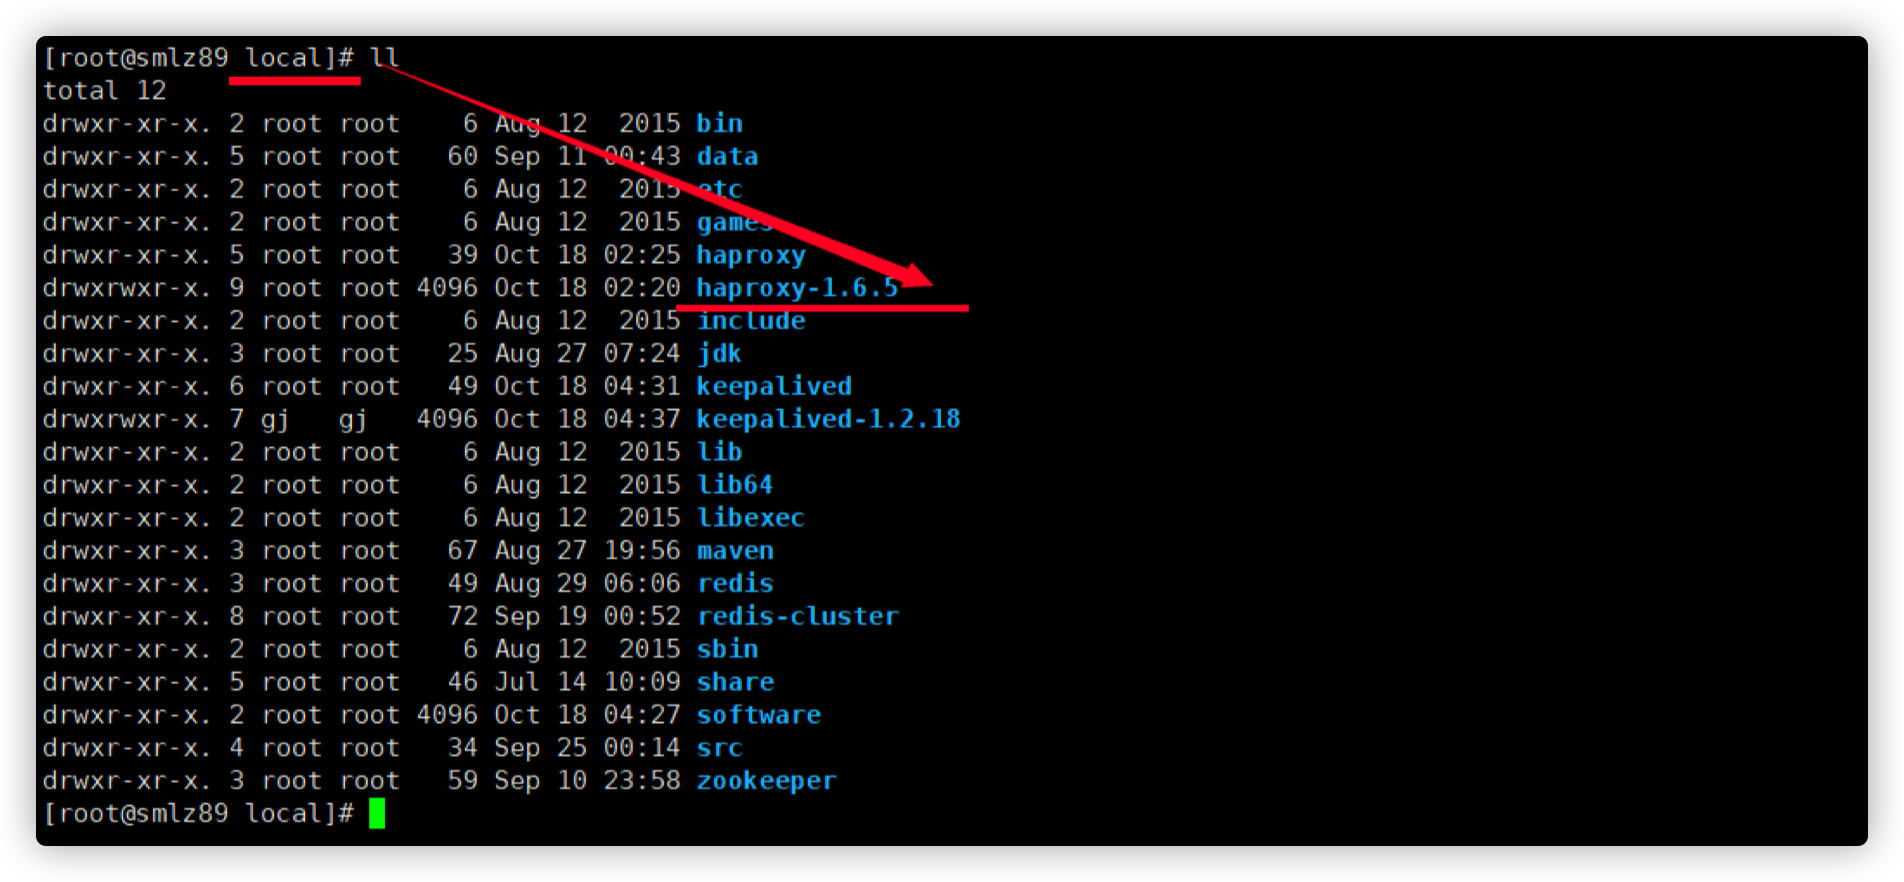 [root@smlz89 local]# ll
total 12
drwxr-xr-x. 2 root root    6 Aug 12  2015 bin
drwxr-xr-x. 5 root root   60 Sep 11 00:43 data
drwxr-xr-x. 2 root root    6 Aug 12  2015 etc
drwxr-xr-x. 2 root root    6 Aug 12  2015 games
drwxr-xr-x. 5 root root   39 Oct 18 02:25 haproxy
drwxrwxr-x. 9 root root 4096 Oct 18 02:20 haproxy-1.6.5
drwxr-xr-x. 2 root root    6 Aug 12  2015 include
drwxr-xr-x. 3 root root   25 Aug 27 07:24 jdk
drwxr-xr-x. 6 root root   49 Oct 18 04:31 keepalived
drwxrwxr-x. 7 gj   gj   4096 Oct 18 04:37 keepalived-1.2.18
drwxr-xr-x. 2 root root    6 Aug 12  2015 lib
drwxr-xr-x. 2 root root    6 Aug 12  2015 lib64
drwxr-xr-x. 2 root root    6 Aug 12  2015 libexec
drwxr-xr-x. 3 root root   67 Aug 27 19:56 maven
drwxr-xr-x. 3 root root   49 Aug 29 06:06 redis
drwxr-xr-x. 8 root root   72 Sep 19 00:52 redis-cluster
drwxr-xr-x. 2 root root    6 Aug 12  2015 sbin
drwxr-xr-x. 5 root root   46 Jul 14 10:09 share
drwxr-xr-x. 2 root root 4096 Oct 18 04:27 software
drwxr-xr-x. 4 root root   34 Sep 25 00:14 src
drwxr-xr-x. 3 root root   59 Sep 10 23:58 zookeeper
[root@smlz89 local]#